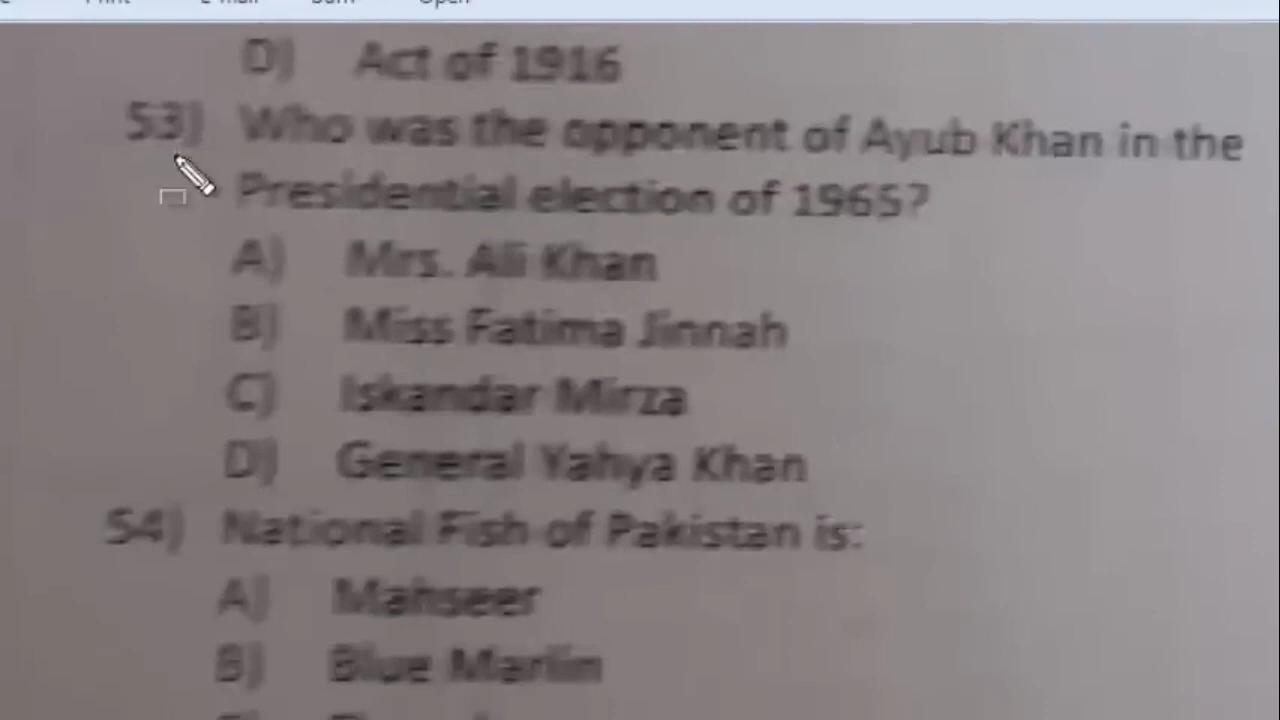 D) Act of 1916
53) Who was the opponent of Ayub Khan in the
Presidential election of 1965?
A) Mrs. Ali Khan
B) Miss Fatima Jinnah
C) Iskandar Mirza
D) General Yahya Khan
54) National Fish of Pakistan is:
A) Mahseer
B) Blue Marlin